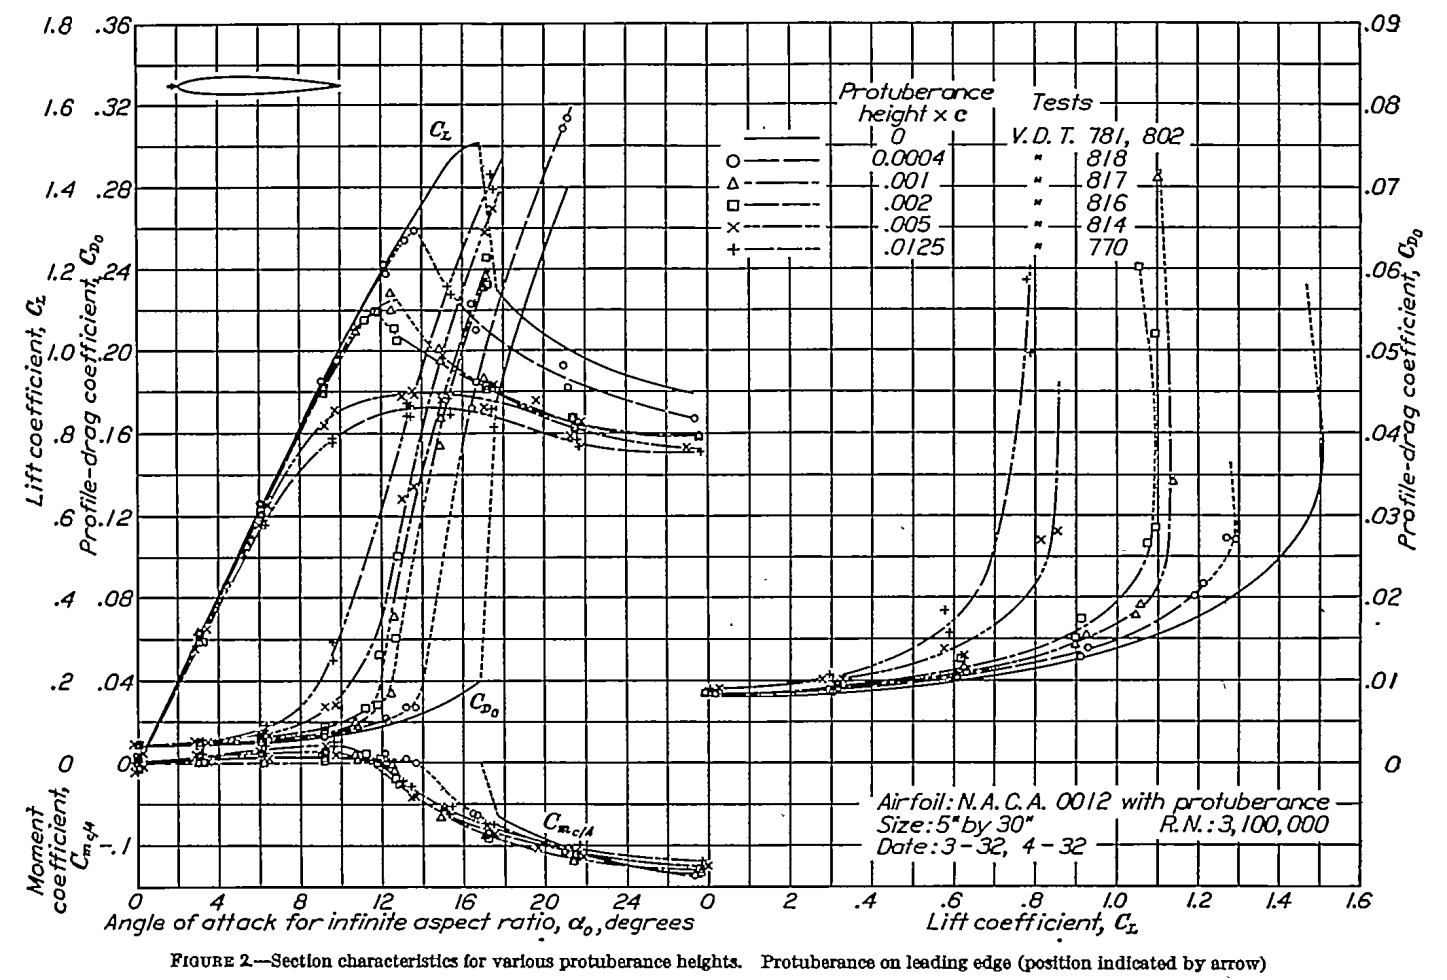 1.8 .36
1.6 .32
1.4 .28
1.2 .24
1.0 .20
.8 .16
.6 .12
.4 .08
.2 .04
0 0
-.1
Lift coefficient, C_L
Profile-drag coefficient, C_D0
Moment coefficient, C_m c/4
C_L
C_D0
C_m c/4
Protuberance Tests
height x c
0 V.D.T. 781, 802
0.0004 " 818
.001 " 817
.002 " 816
.005 " 814
.0125 " 770
.09
.08
.07
.06
.05
.04
.03
.02
.01
0
Profile-drag coefficient, C_D0
Airfoil: N.A.C.A. 0012 with protuberance
Size: 5" by 30" R.N.: 3,100,000
Date: 3-32, 4-32
0 4 8 12 16 20 24 0 .2 .4 .6 .8 1.0 1.2 1.4 1.6
Angle of attack for infinite aspect ratio, α₀, degrees Lift coefficient, C_L
FIGURE 2.—Section characteristics for various protuberance heights. Protuberance on leading edge (position indicated by arrow)